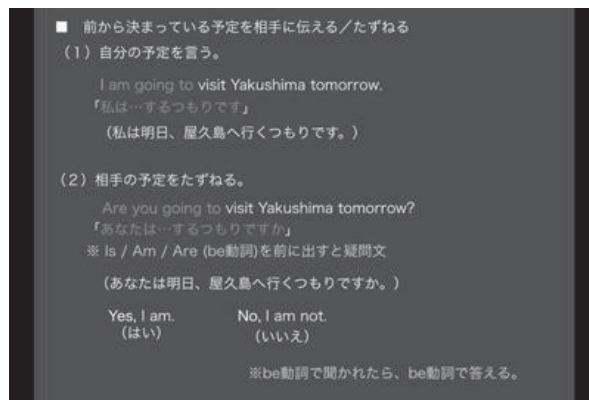 ■ 前から決まっている予定を相手に伝える／たずねる
（1）自分の予定を言う。
I am going to visit Yakushima tomorrow.
「私は…するつもりです」
（私は明日、屋久島へ行くつもりです。）
（2）相手の予定をたずねる。
Are you going to visit Yakushima tomorrow?
「あなたは…するつもりですか」
※ Is / Am / Are (be動詞)を前に出すと疑問文
（あなたは明日、屋久島へ行くつもりですか。）
Yes, I am. No, I am not.
（はい） （いいえ）
※be動詞で聞かれたら、be動詞で答える。